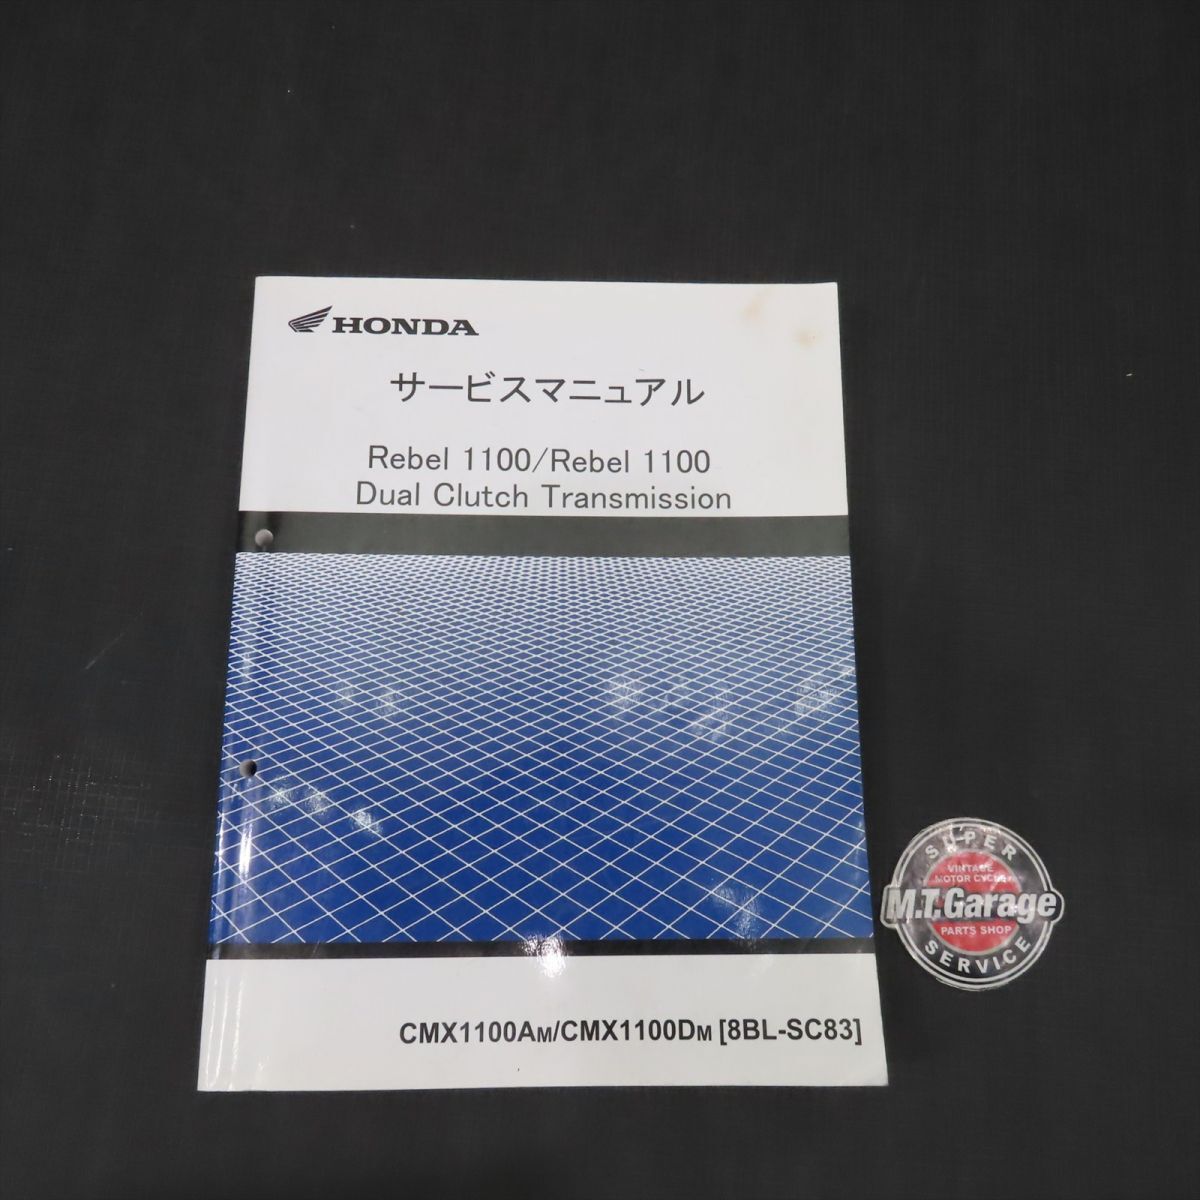 HONDA
サービスマニュアル
Rebel 1100/Rebel 1100
Dual Clutch Transmission
CMX1100AM/CMX1100DM [8BL-SC83]
SUPER
VINTAGE
MOTOR CYCLE
M.T.Garage
PARTS SHOP
SERVICE